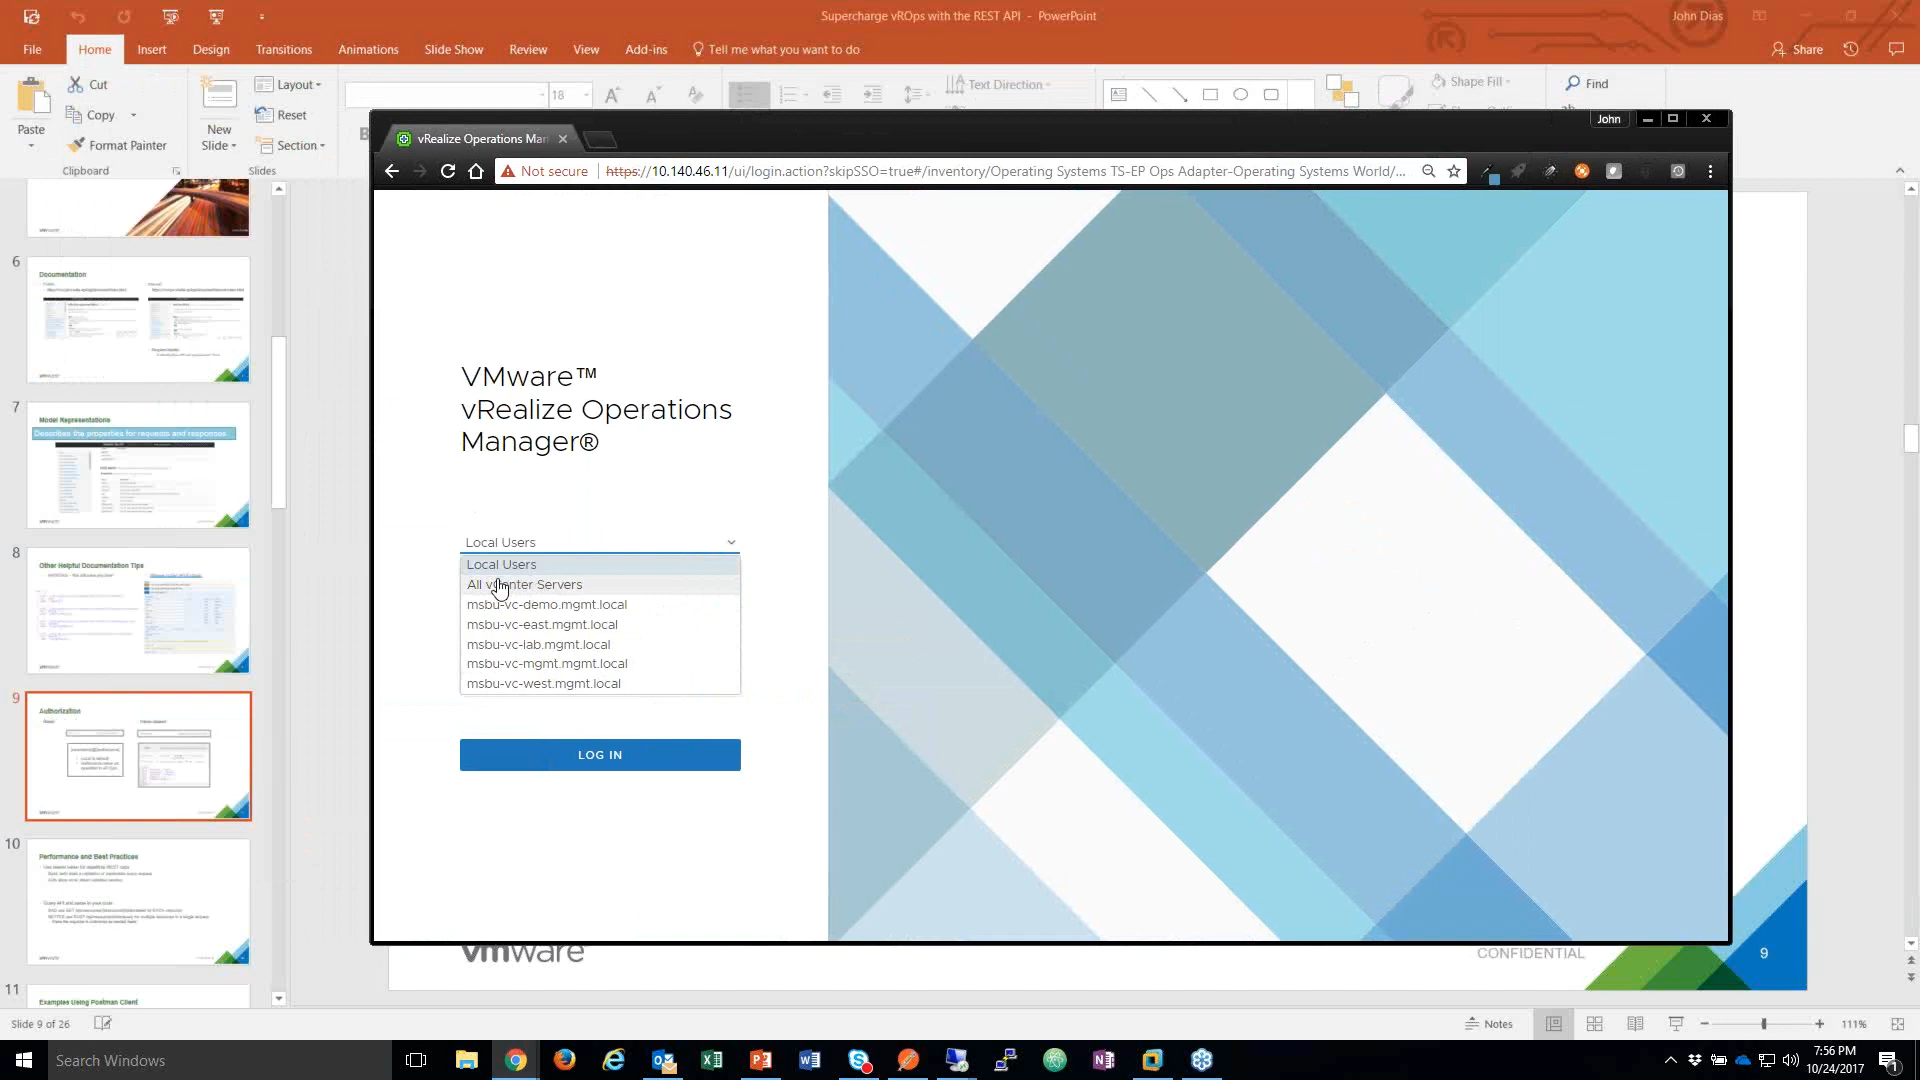 Supercharge vROps with the REST API - PowerPoint
John Dias
File
Home
Insert
Design
Transitions
Animations
Slide Show
Review
View
Add-ins
Tell me what you want to do
Share
Paste
Cut
Copy
Format Painter
Clipboard
New
Slide
Layout
Reset
Section
Slides
18
Text Direction
Shape Fill
Find
John
vRealize Operations Man
Not secure
https://10.140.46.11/ui/login.action?skipSSO=true#/inventory/Operating Systems TS-EP Ops Adapter-Operating Systems World/...
VMware™
vRealize Operations
Manager®
Local Users
Local Users
All vCenter Servers
msbu-vc-demo.mgmt.local
msbu-vc-east.mgmt.local
msbu-vc-lab.mgmt.local
msbu-vc-mgmt.mgmt.local
msbu-vc-west.mgmt.local
LOG IN
6
Documentation
7
Model Representations
Describes the properties for requests and responses
8
Other Helpful Documentation Tips
9
Authorization
10
Performance and Best Practices
11
Examples Using Postman Client
vmware
CONFIDENTIAL
9
Slide 9 of 26
Notes
111%
Search Windows
7:56 PM
10/24/2017